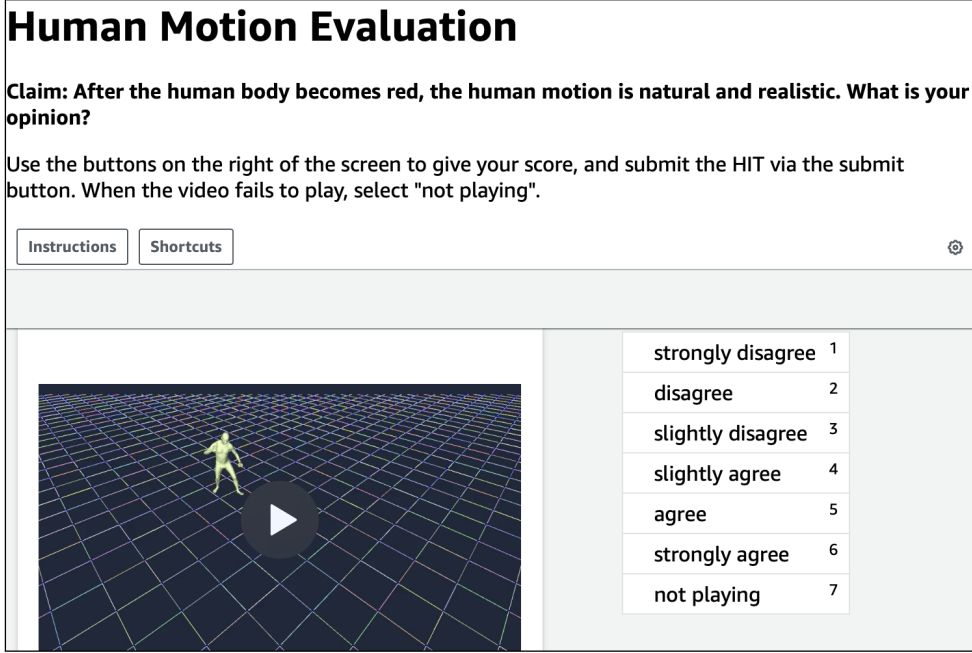 Human Motion Evaluation
Claim: After the human body becomes red, the human motion is natural and realistic. What is your
opinion?
Use the buttons on the right of the screen to give your score, and submit the HIT via the submit
button. When the video fails to play, select "not playing".
Instructions Shortcuts
strongly disagree 1
disagree 2
slightly disagree 3
slightly agree 4
agree 5
strongly agree 6
not playing 7